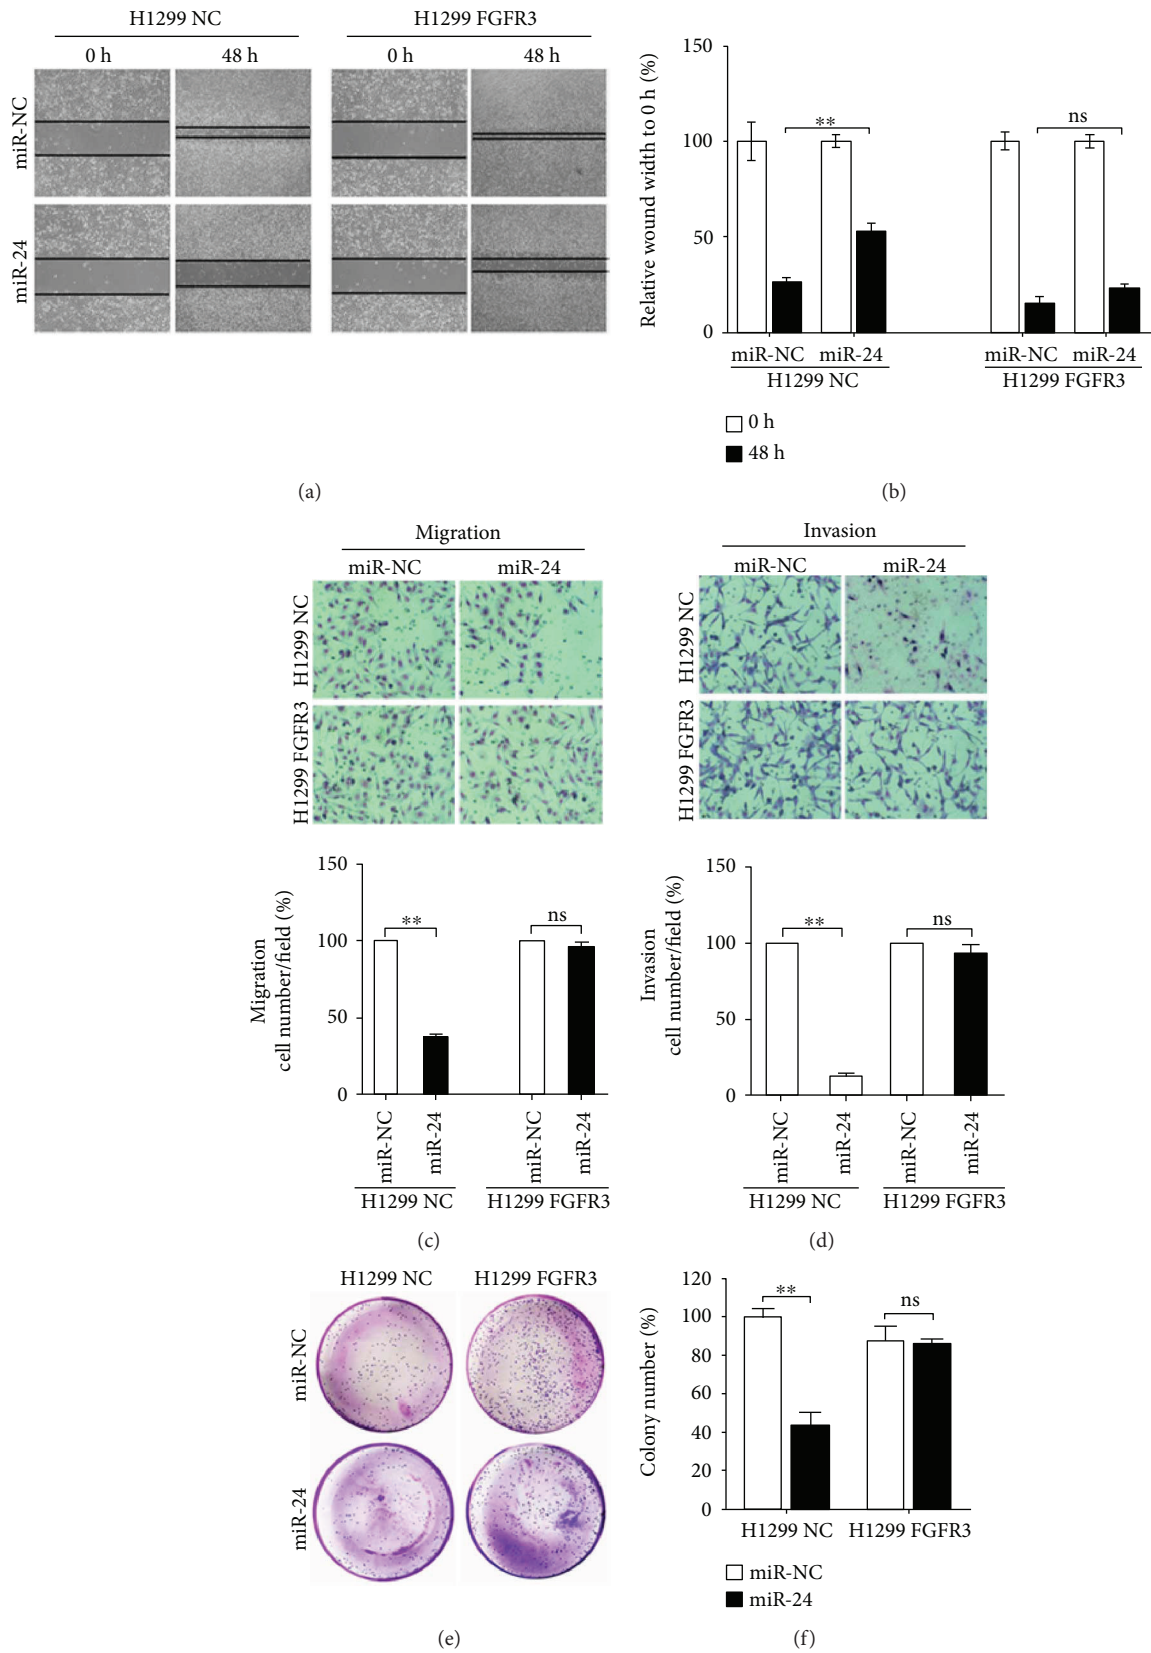 H1299 NC
H1299 FGFR3
0 h
48 h
0 h
48 h
miR-NC
miR-24
(a)
Relative wound width to 0 h (%)
150
100
50
0
**
ns
miR-NC
miR-24
miR-NC
miR-24
H1299 NC
H1299 FGFR3
0 h
48 h
(b)
Migration
miR-NC
miR-24
H1299 NC
H1299 FGFR3
Migration
cell number/field (%)
150
100
50
0
**
ns
miR-NC
miR-24
miR-NC
miR-24
H1299 NC
H1299 FGFR3
(c)
Invasion
miR-NC
miR-24
H1299 NC
H1299 FGFR3
Invasion
cell number/field (%)
150
100
50
0
**
ns
miR-NC
miR-24
miR-NC
miR-24
H1299 NC
H1299 FGFR3
(d)
H1299 NC
H1299 FGFR3
miR-NC
miR-24
(e)
Colony number (%)
120
100
80
60
40
20
0
**
ns
H1299 NC
H1299 FGFR3
miR-NC
miR-24
(f)